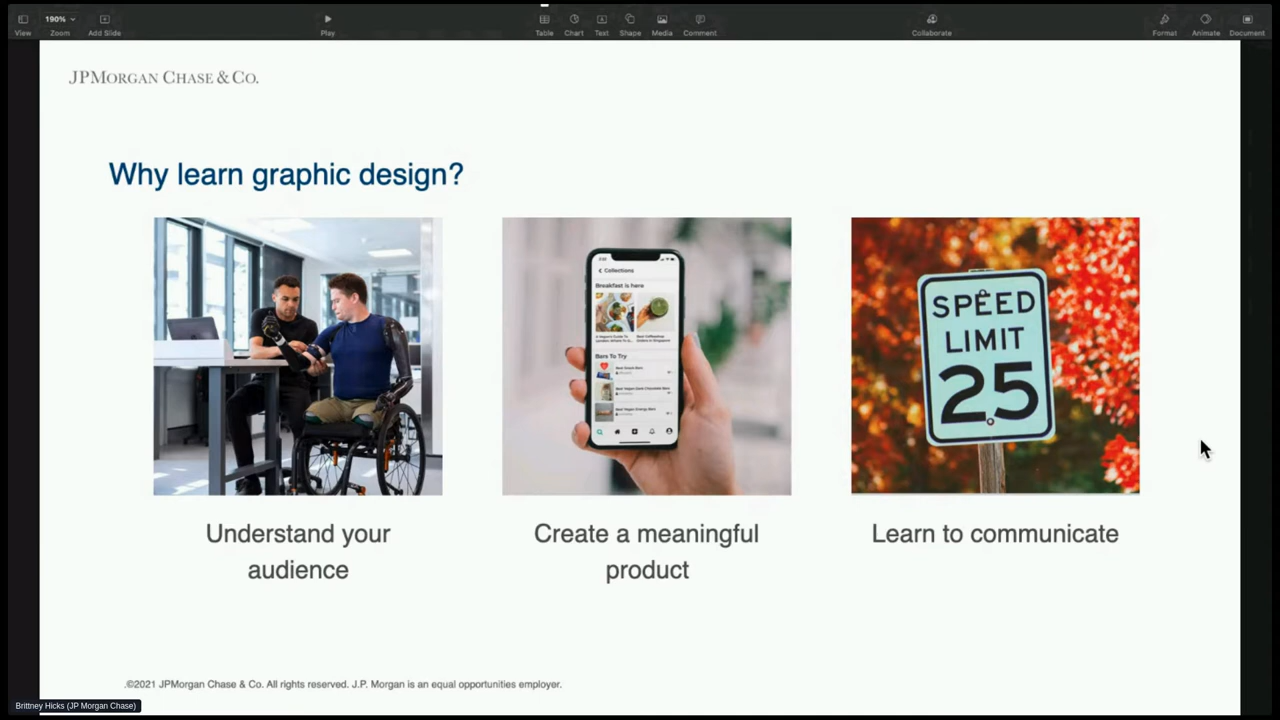 190%
View
Zoom
Add Slide
Play
Table
Chart
Text
Shape
Media
Comment
Collaborate
Format
Animate
Document
JPMORGAN CHASE & CO.
Why learn graphic design?
Collections
Breakfast is here
Bars To Try
SPEED
LIMIT
25
Understand your
audience
Create a meaningful
product
Learn to communicate
.©2021 JPMorgan Chase & Co. All rights reserved. J.P. Morgan is an equal opportunities employer.
Brittney Hicks (JP Morgan Chase)